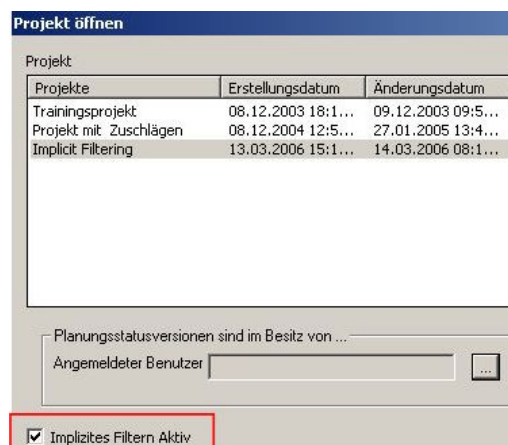 Projekt öffnen
Projekt
Projekte Erstellungsdatum Änderungsdatum
Trainingsprojekt 08.12.2003 18:1... 09.12.2003 09:5...
Projekt mit Zuschlägen 08.12.2004 12:5... 27.01.2005 13:4...
Implicit Filtering 13.03.2006 15:1... 14.03.2006 08:1...
Planungsstatusversionen sind im Besitz von ...
Angemeldeter Benutzer ...
Implizites Filtern Aktiv